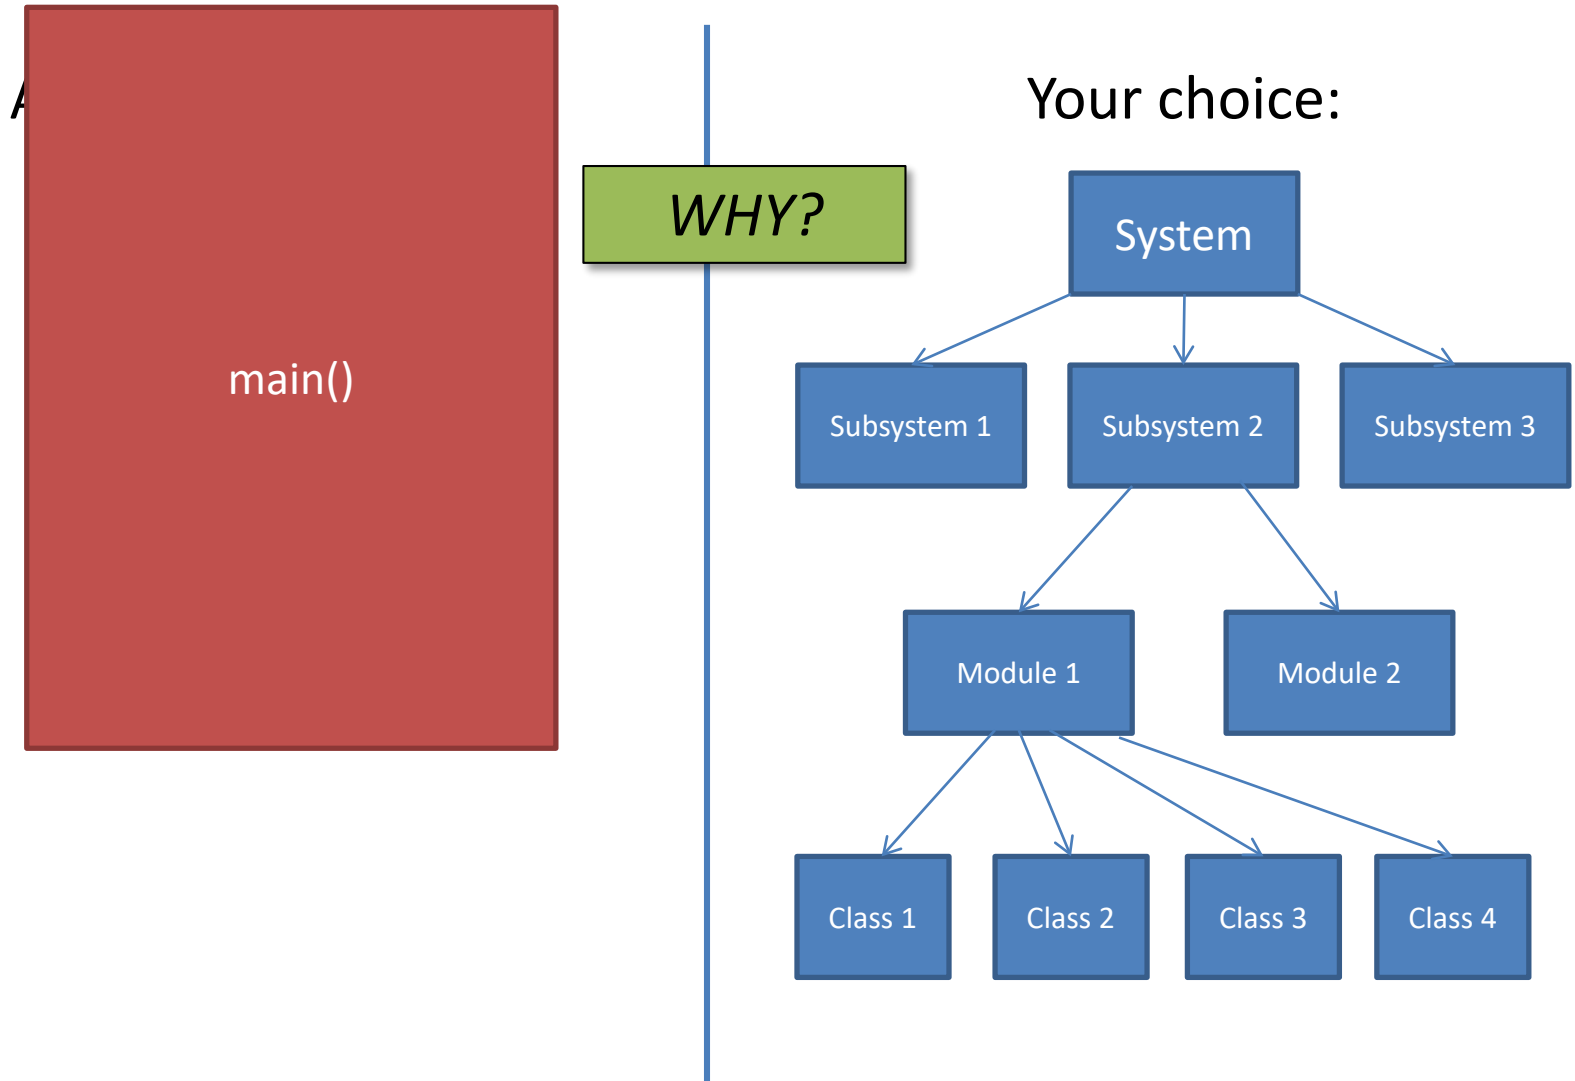 main()
WHY?
Your choice:
System
Subsystem 1
Subsystem 2
Subsystem 3
Module 1
Module 2
Class 1
Class 2
Class 3
Class 4